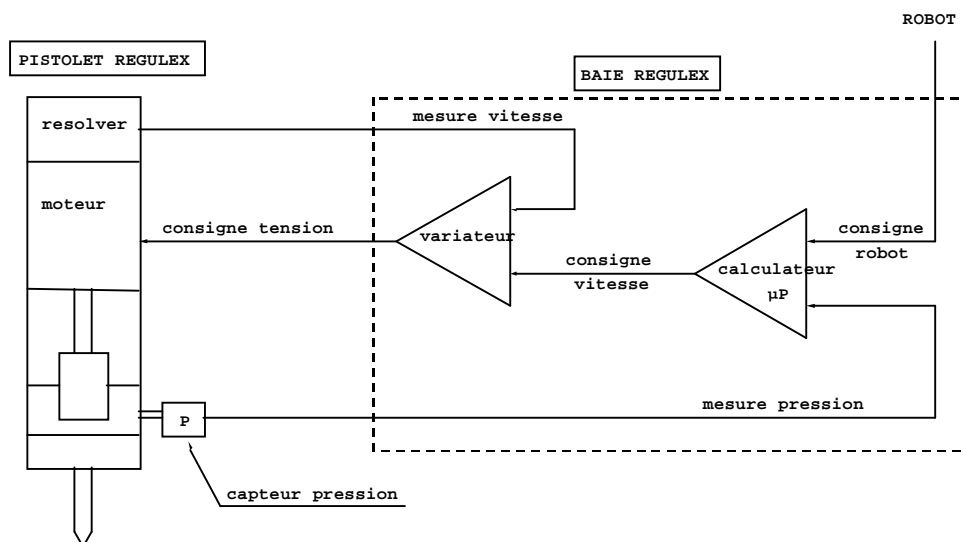 ROBOT
PISTOLET REGULEX
BAIE REGULEX
resolver
mesure vitesse
moteur
consigne tension
variateur
consigne
vitesse
calculateur
µP
consigne
robot
mesure pression
P
capteur pression